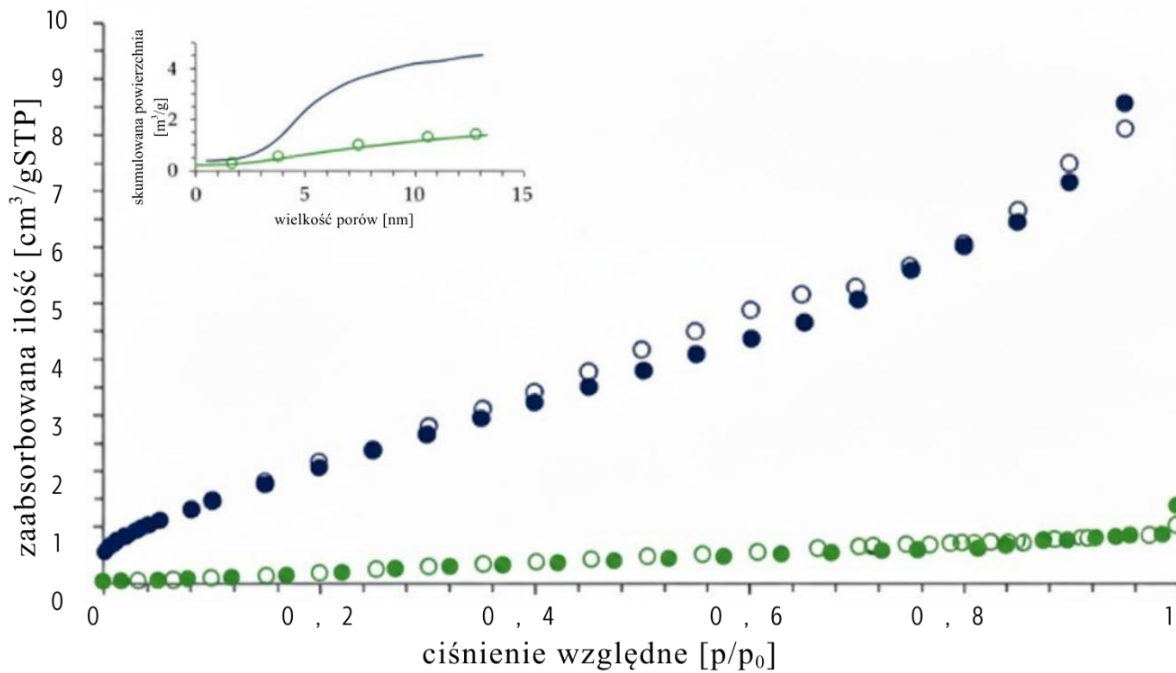 zaabsorbowana ilość [cm³/gSTP]
10
9
8
7
6
5
4
3
2
1
0
skumulowana powierzchnia
[m²/g]
4
2
0
0 5 10 15
wielkość porów [nm]
0 0,2 0,4 0,6 0,8 1
ciśnienie względne [p/p₀]